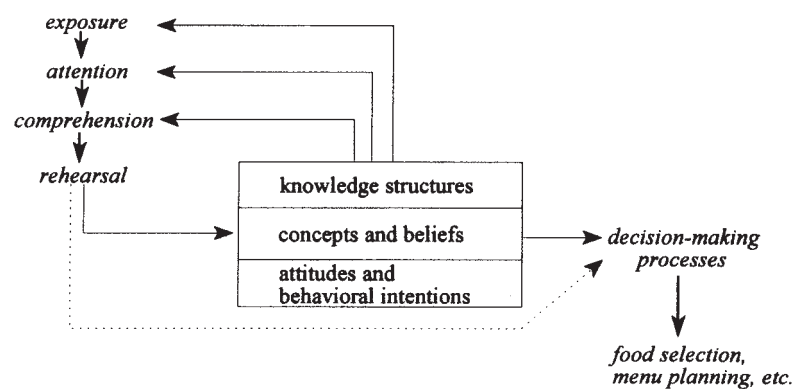 exposure
attention
comprehension
rehearsal
knowledge structures
concepts and beliefs
attitudes and
behavioral intentions
decision-making
processes
food selection,
menu planning, etc.